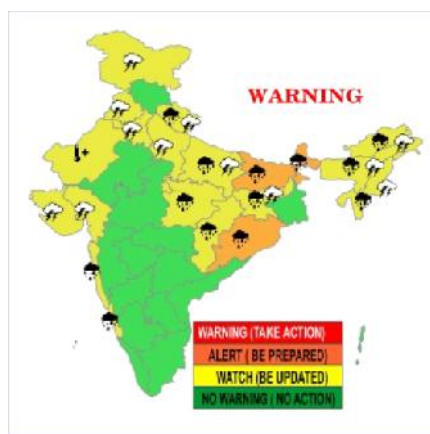 WARNING
WARNING (TAKE ACTION)
ALERT ( BE PREPARED)
WATCH (BE UPDATED)
NO WARNING ( NO ACTION)